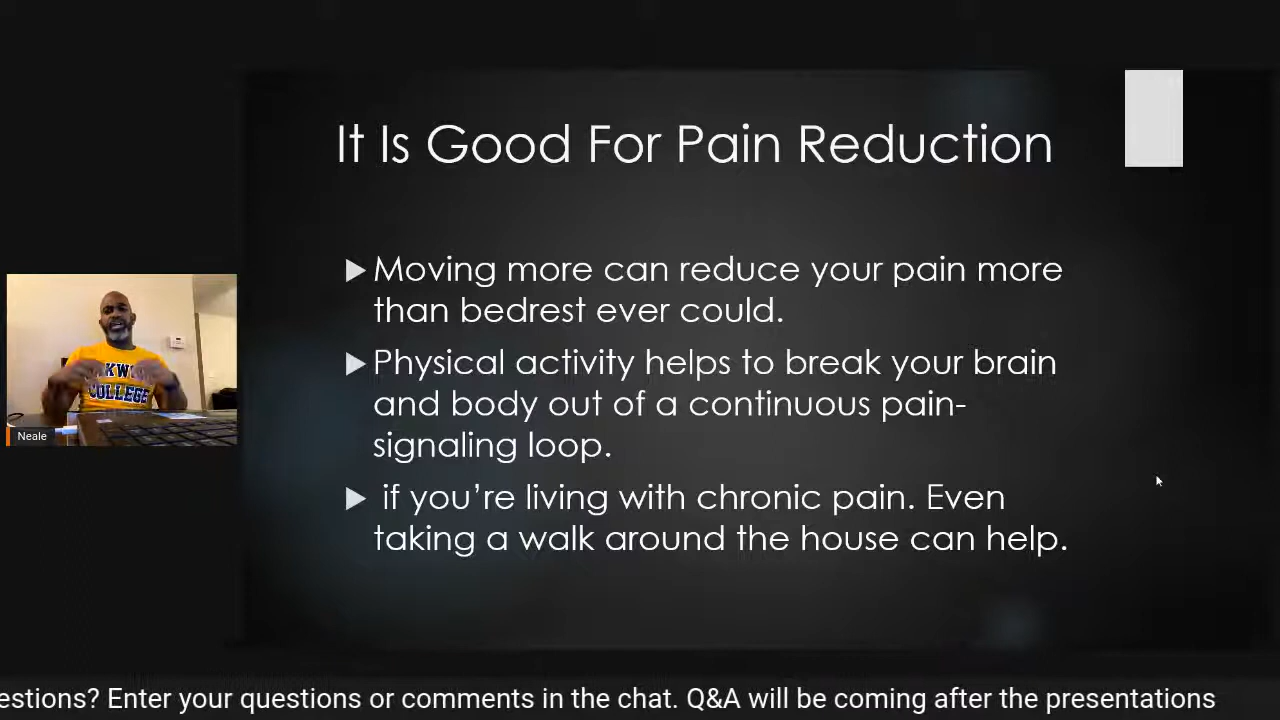 It Is Good For Pain Reduction
Moving more can reduce your pain more
than bedrest ever could.
Physical activity helps to break your brain
and body out of a continuous pain-
signaling loop.
if you’re living with chronic pain. Even
taking a walk around the house can help.
COLLEGE
Neale
Enter your questions or comments in the chat. Q&A will be coming after the presentations